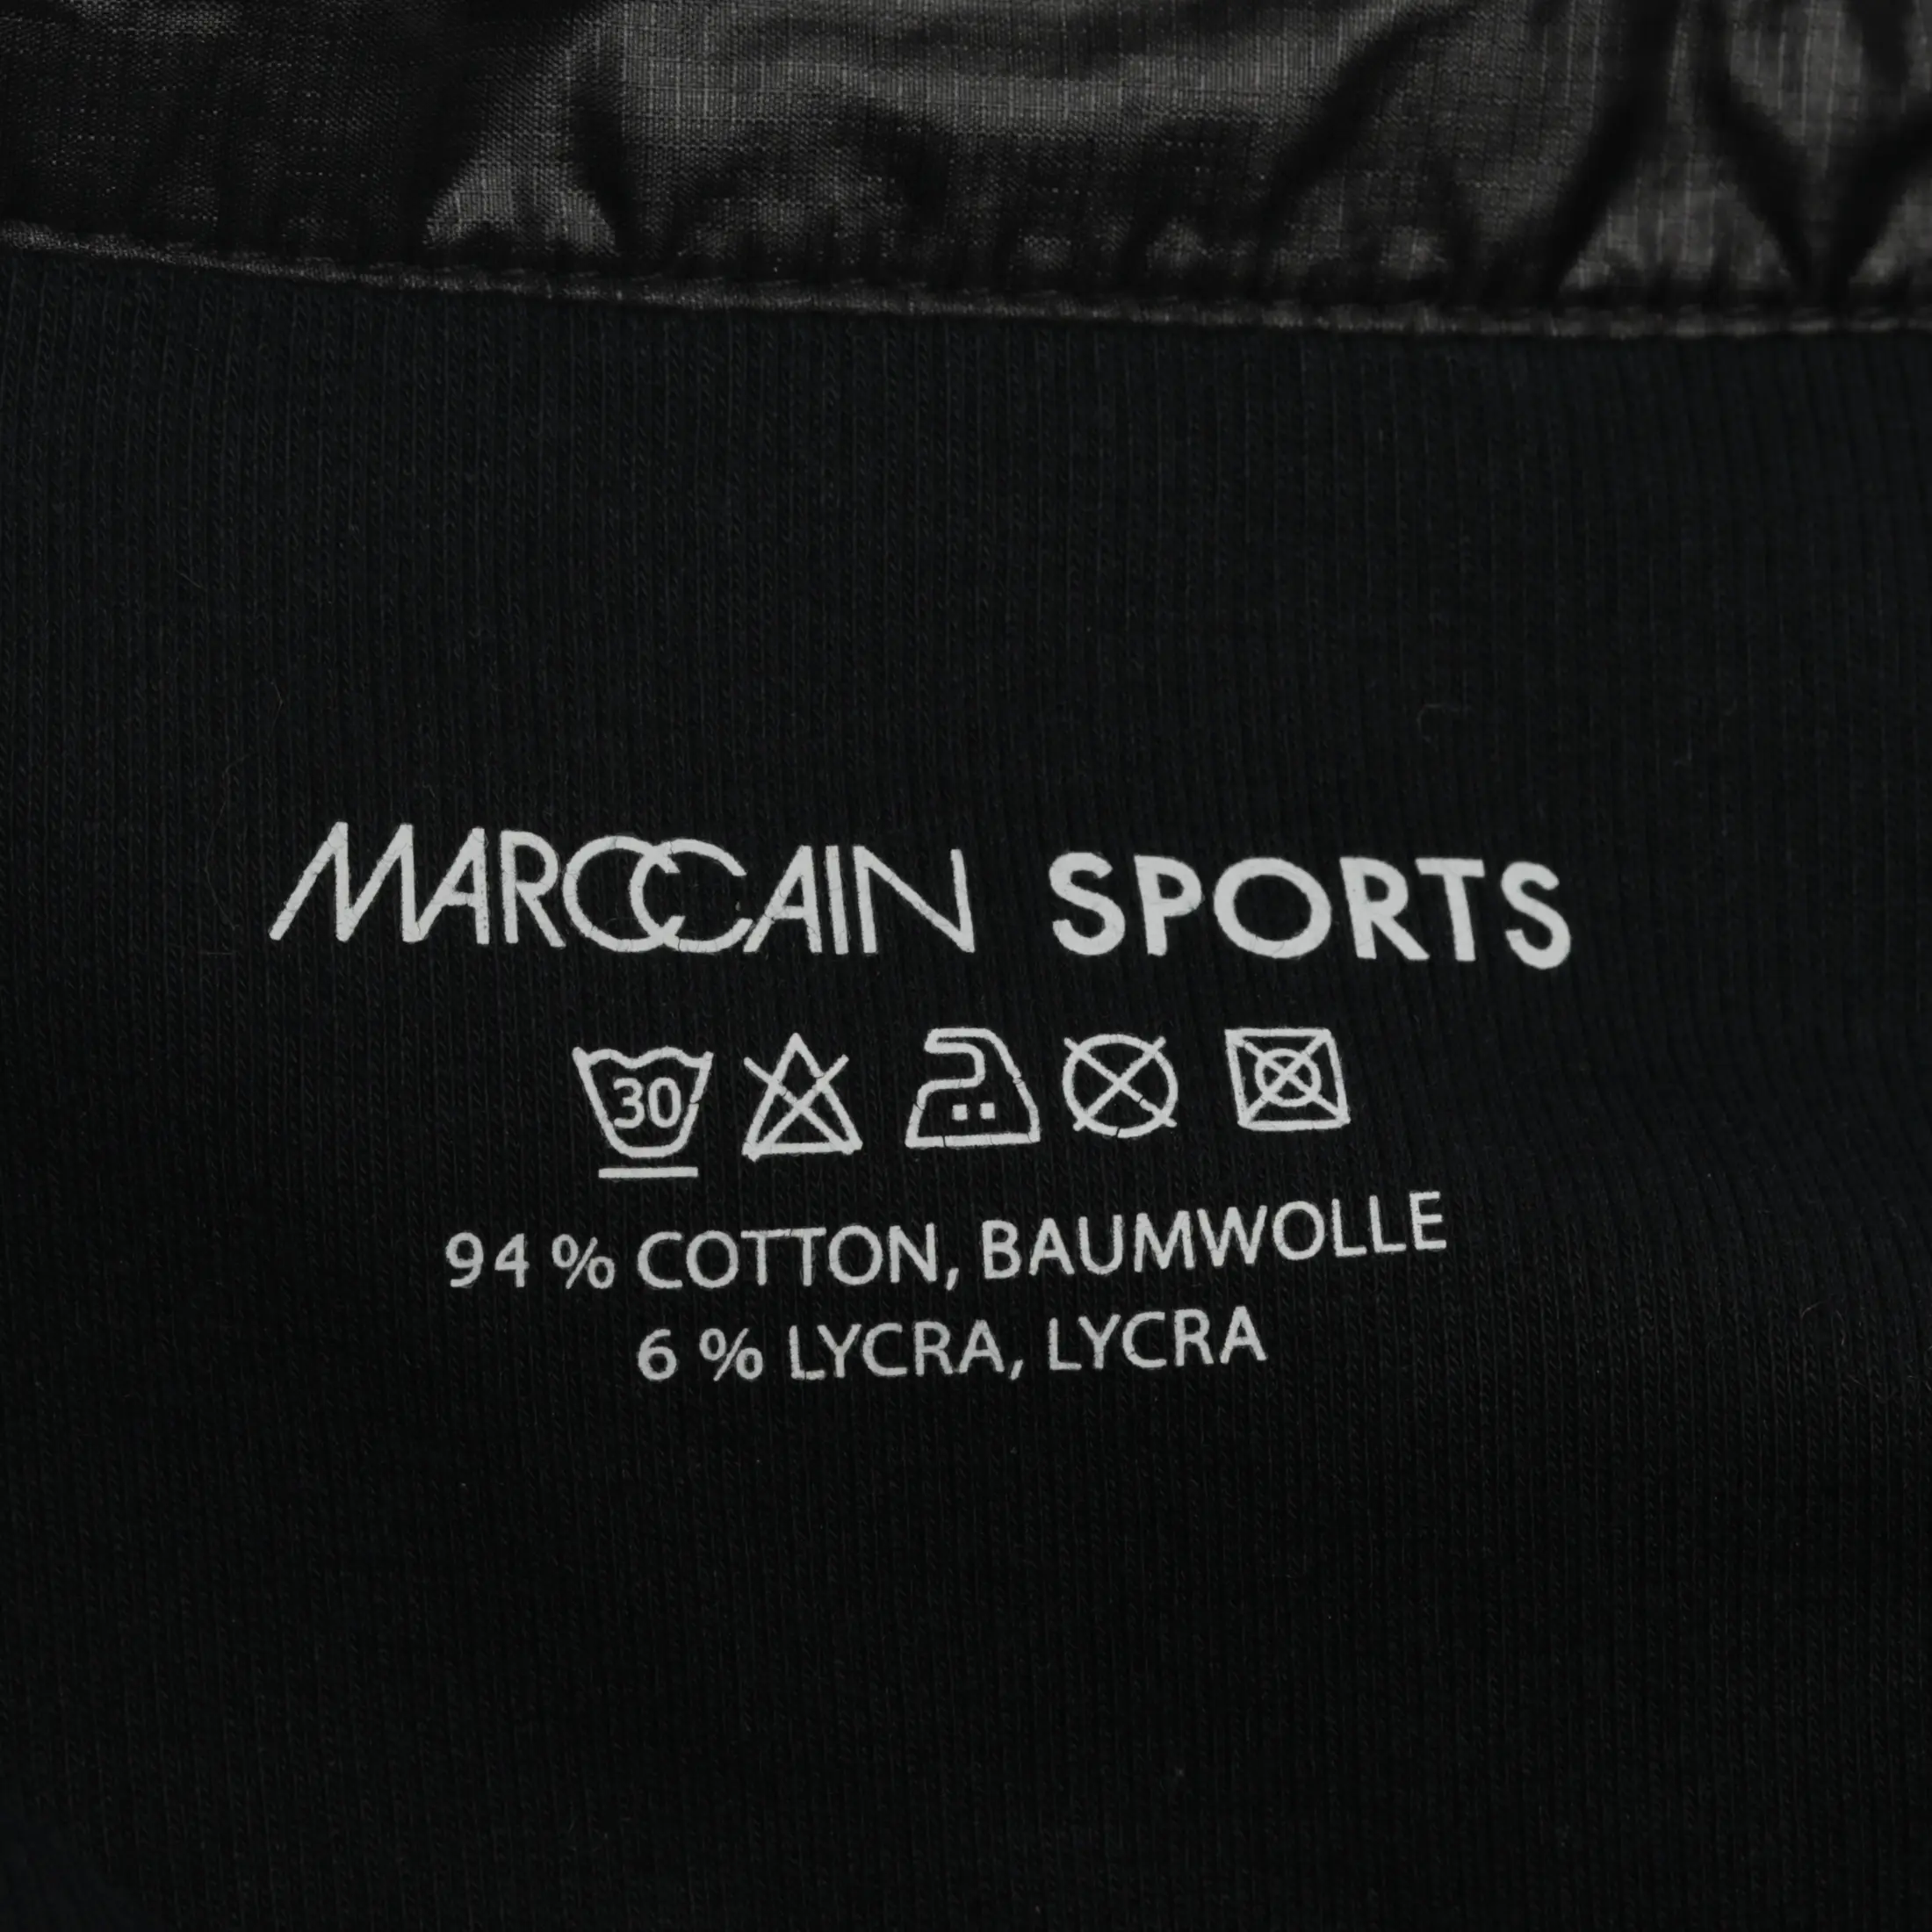 MARCCAIN SPORTS
30
94 % COTTON, BAUMWOLLE
6 % LYCRA, LYCRA